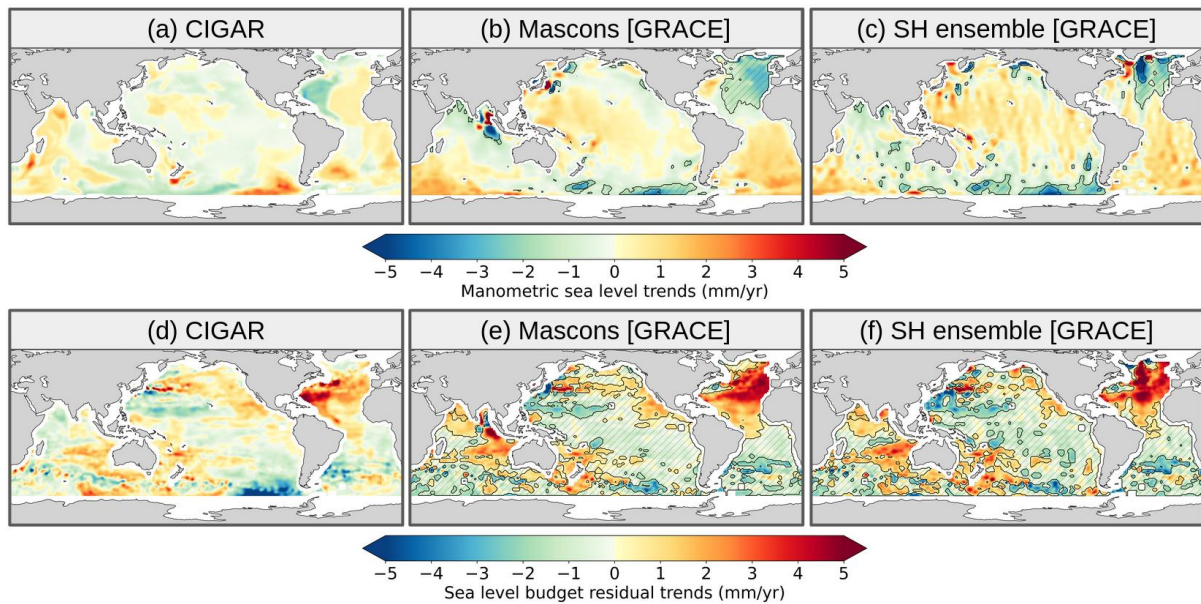 (a) CIGAR
(b) Mascons [GRACE]
(c) SH ensemble [GRACE]
−5 −4 −3 −2 −1 0 1 2 3 4 5
Manometric sea level trends (mm/yr)
(d) CIGAR
(e) Mascons [GRACE]
(f) SH ensemble [GRACE]
−5 −4 −3 −2 −1 0 1 2 3 4 5
Sea level budget residual trends (mm/yr)